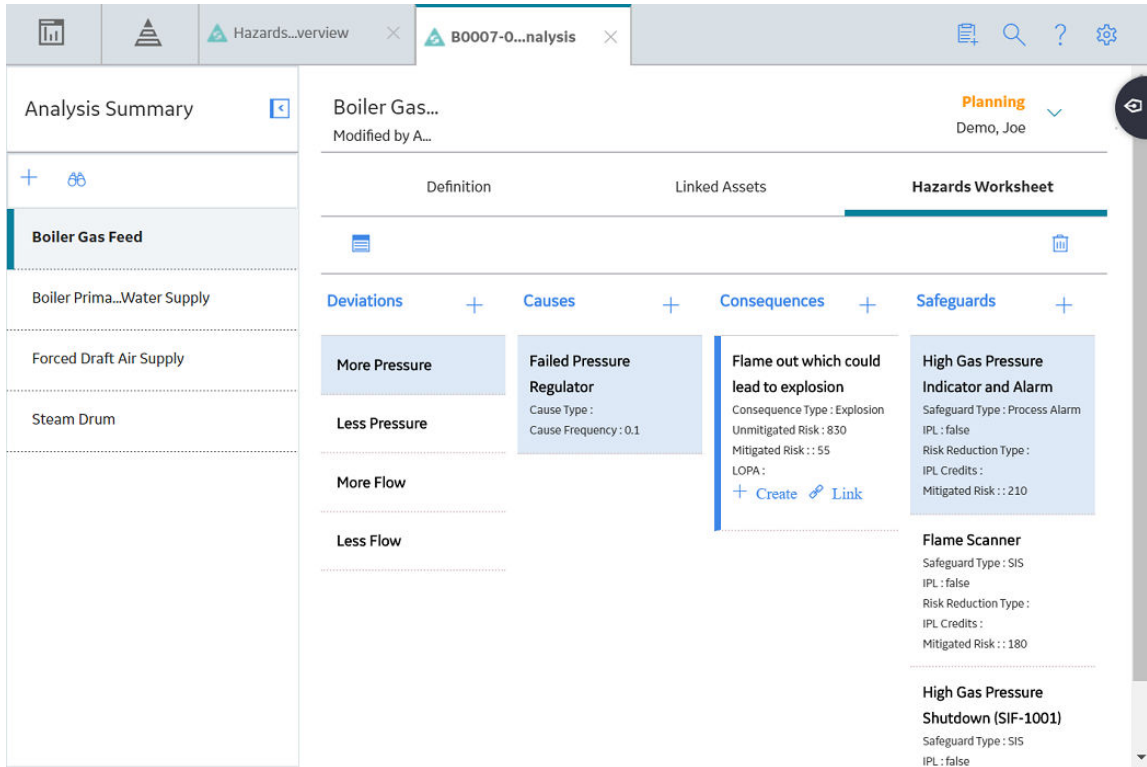 Hazards...verview
B0007-0...nalysis
Analysis Summary
Boiler Gas Feed
Boiler Prima...Water Supply
Forced Draft Air Supply
Steam Drum
Boiler Gas...
Modified by A...
Planning
Demo, Joe
Definition
Linked Assets
Hazards Worksheet
Deviations
Causes
Consequences
Safeguards
More Pressure
Less Pressure
More Flow
Less Flow
Failed Pressure
Regulator
Cause Type :
Cause Frequency : 0.1
Flame out which could
lead to explosion
Consequence Type : Explosion
Unmitigated Risk : 830
Mitigated Risk : : 55
LOPA :
Create
Link
High Gas Pressure
Indicator and Alarm
Safeguard Type : Process Alarm
IPL : false
Risk Reduction Type :
IPL Credits :
Mitigated Risk : : 210
Flame Scanner
Safeguard Type : SIS
IPL : false
Risk Reduction Type :
IPL Credits :
Mitigated Risk : : 180
High Gas Pressure
Shutdown (SIF-1001)
Safeguard Type : SIS
IPL : false